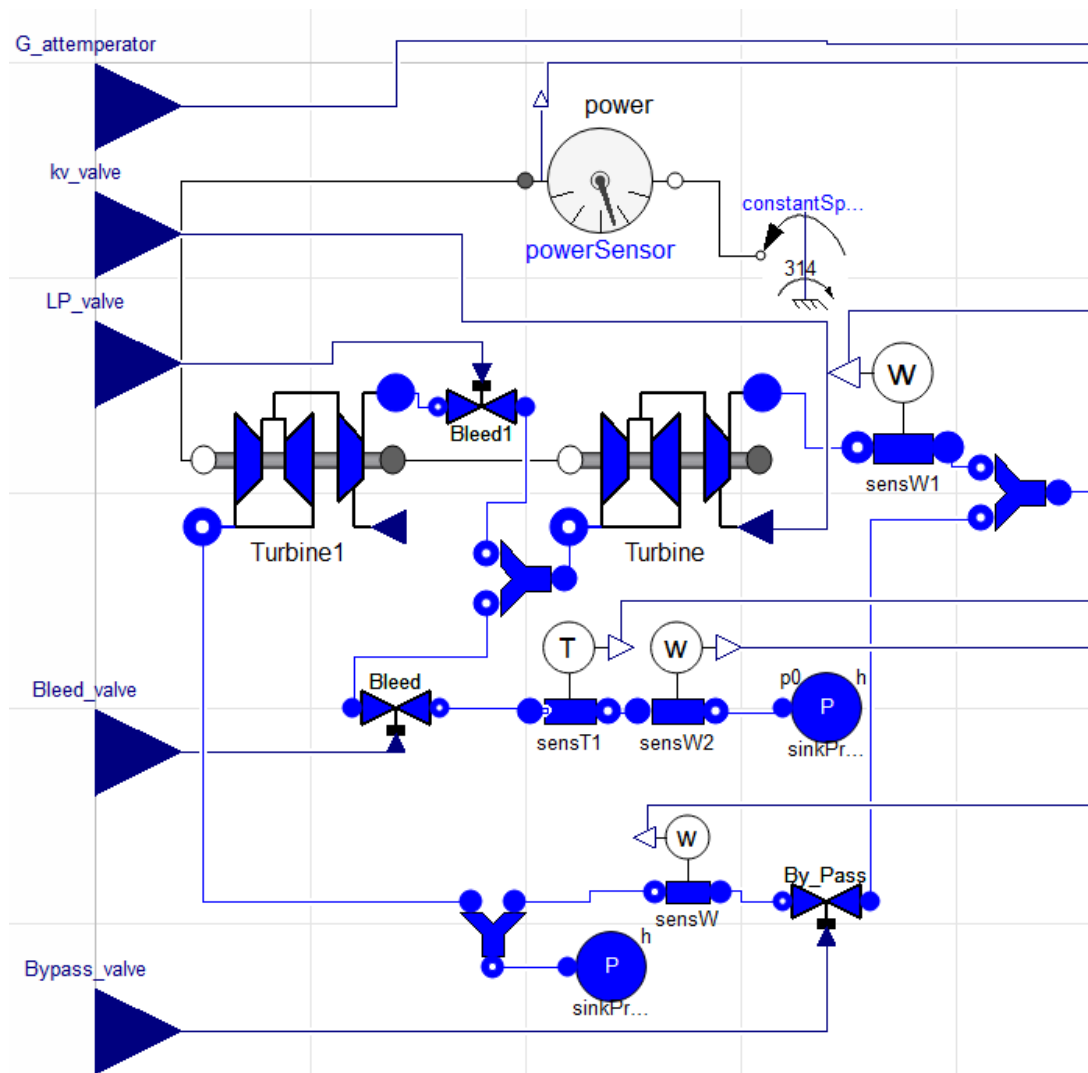 G_attemperator
power
kv_valve
constantSp...
powerSensor
314
LP_valve
W
Bleed1
sensW1
Turbine1
Turbine
T
W
Bleed
p0
h
Bleed_valve
P
sensT1
sensW2
sinkPr...
W
By_Pass
sensW
h
P
Bypass_valve
sinkPr...